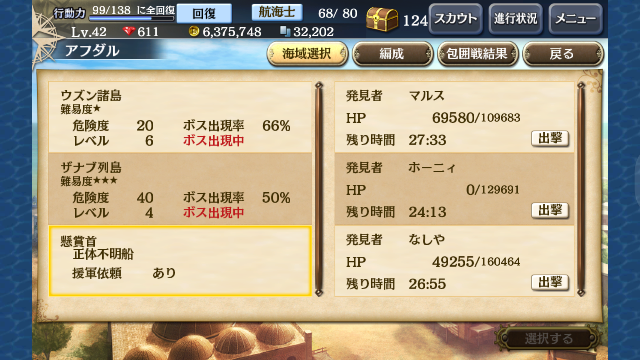 行動力 99/138 に全回復 回復 航海士 68/ 80 124 スカウト 進行状況 メニュー
Lv.42 611 6,375,748 32,202
アフダル 海域選択 編成 包囲戦結果 戻る
ウズン諸島
難易度★
危険度 20 ボス出現率 66%
レベル 6 ボス出現中
ザナブ列島
難易度★★★
危険度 40 ボス出現率 50%
レベル 4 ボス出現中
懸賞首
正体不明船
援軍依頼 あり
発見者 マルス
HP 69580/109683
残り時間 27:33 出撃
発見者 ホーニィ
HP 0/129691
残り時間 24:13 出撃
発見者 なしや
HP 49255/160464
残り時間 26:55 出撃
選択する